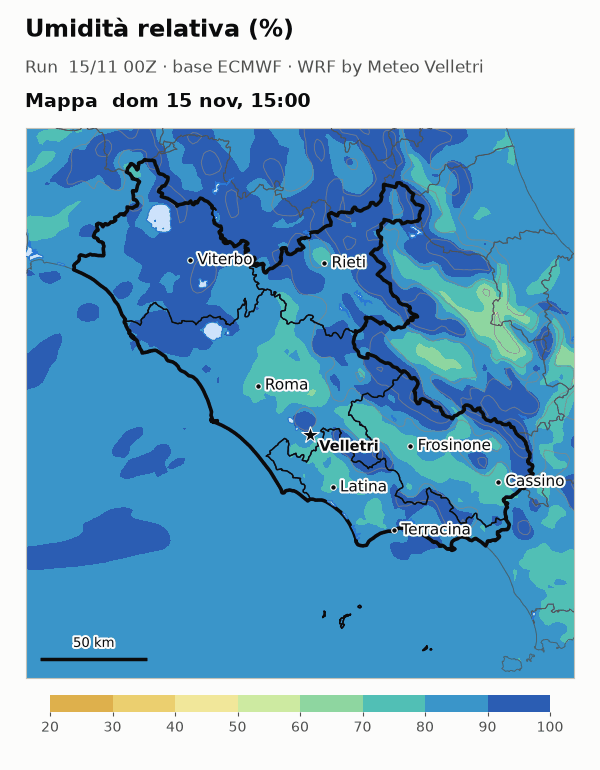 Umidità relativa (%)
Run  15/11 00Z · base ECMWF · WRF by Meteo Velletri
Mappa  dom 15 nov, 15:00
Viterbo
Rieti
Roma
Velletri
Frosinone
Cassino
Latina
Terracina
50 km
20 30 40 50 60 70 80 90 100